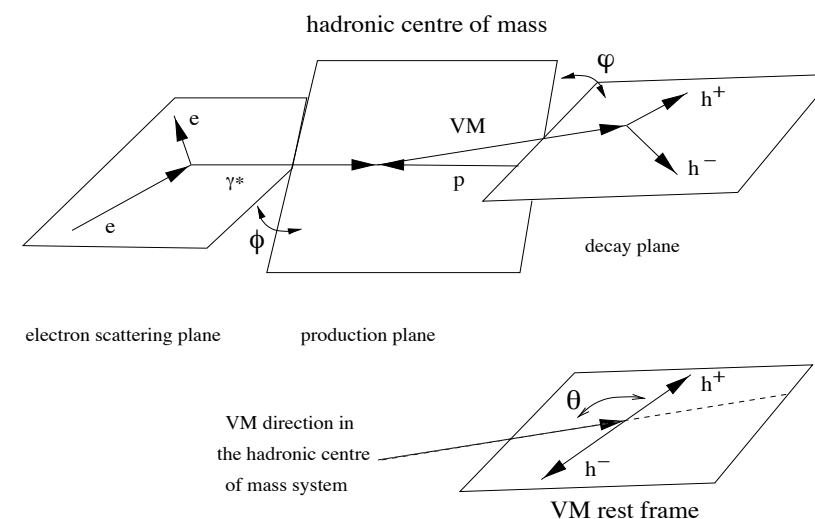 hadronic centre of mass
φ
e
VM
h+
γ*
p
h−
e
ϕ
decay plane
electron scattering plane
production plane
θ
h+
VM direction in
the hadronic centre
of mass system
h−
VM rest frame